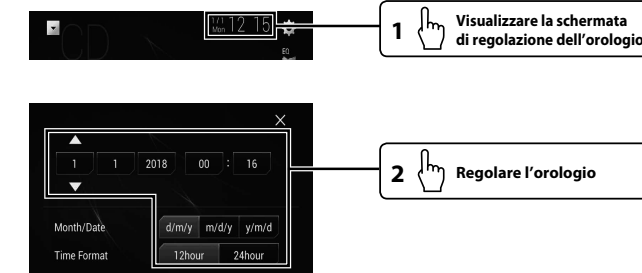 CD
1/1
Mon
12 15
EQ
1
Visualizzare la schermata
di regolazione dell'orologio
1 1 2018 00 : 16
Month/Date
d/m/y m/d/y y/m/d
Time Format
12hour 24hour
2
Regolare l'orologio